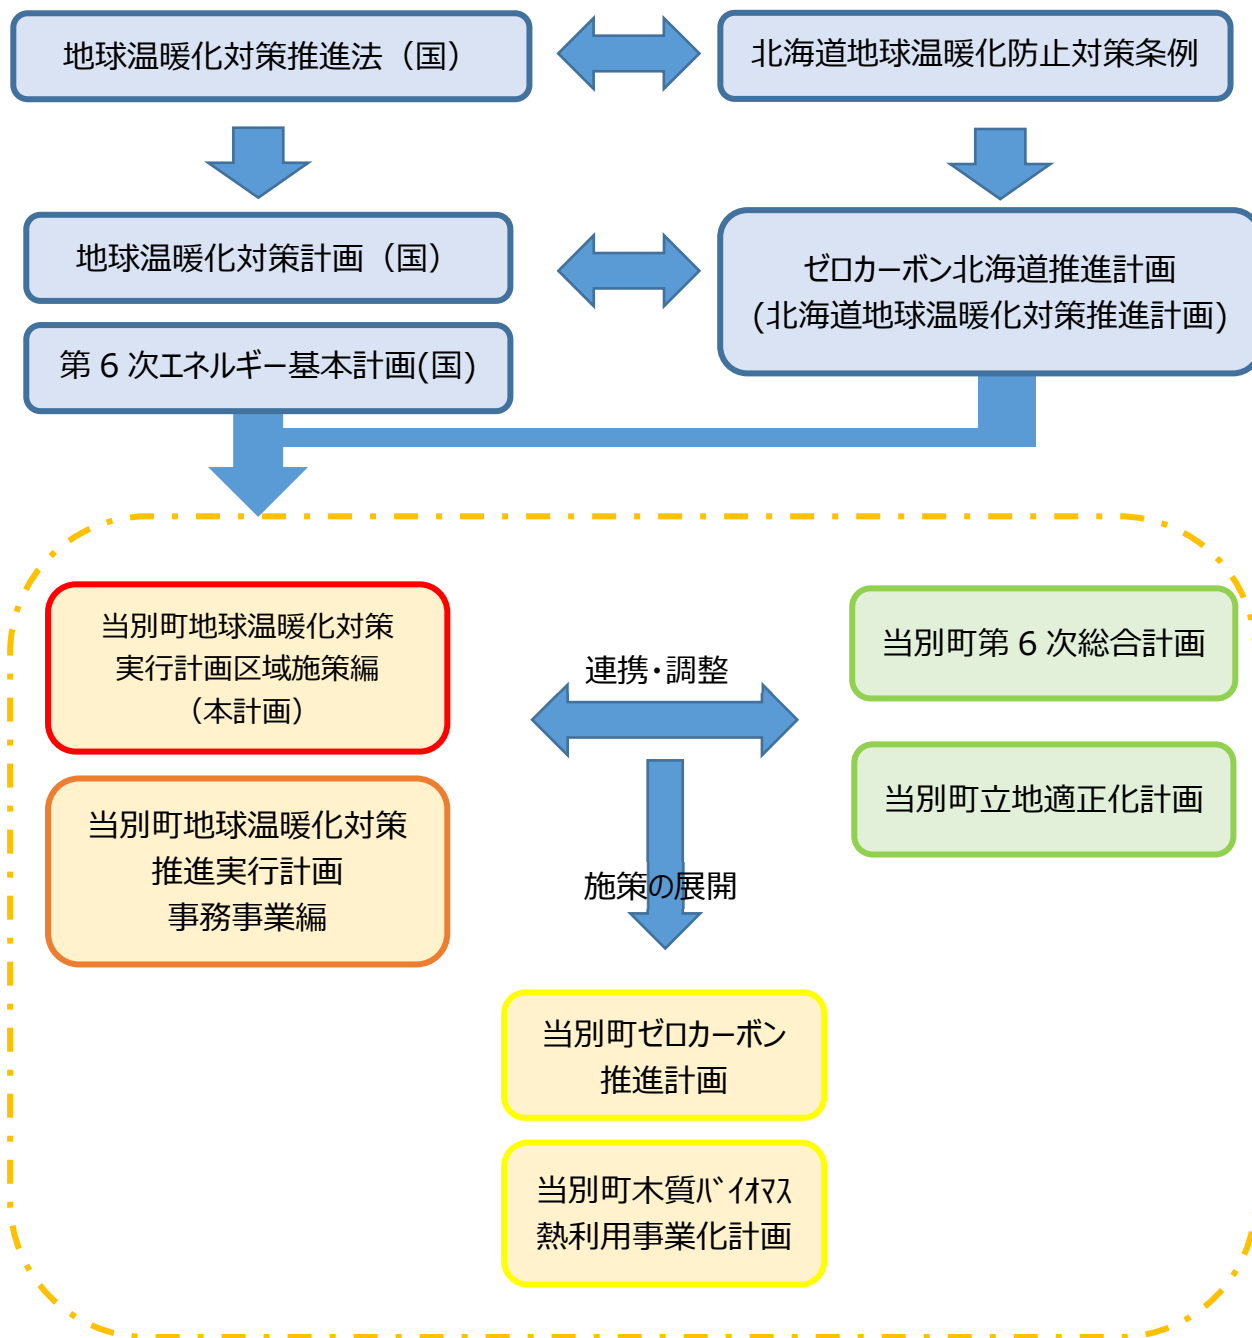 地球温暖化対策推進法（国）
北海道地球温暖化防止対策条例
地球温暖化対策計画（国）
ゼロカーボン北海道推進計画
(北海道地球温暖化対策推進計画)
第６次エネルギー基本計画(国)
当別町地球温暖化対策
実行計画区域施策編
（本計画）
連携・調整
当別町第６次総合計画
当別町立地適正化計画
当別町地球温暖化対策
推進実行計画
事務事業編
施策の展開
当別町ゼロカーボン
推進計画
当別町木質ﾊﾞｲｵﾏｽ
熱利用事業化計画